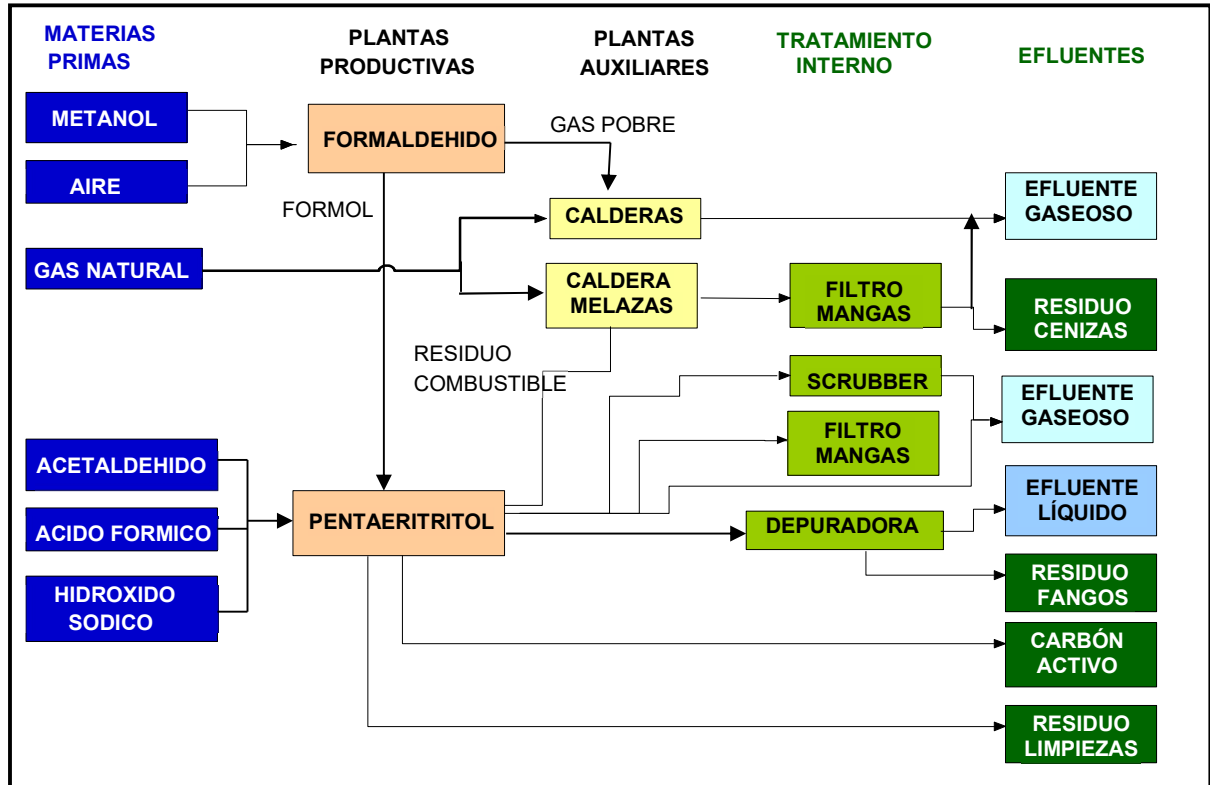 MATERIAS
PRIMAS
PLANTAS
PRODUCTIVAS
PLANTAS
AUXILIARES
TRATAMIENTO
INTERNO
EFLUENTES
METANOL
AIRE
FORMALDEHIDO
GAS POBRE
FORMOL
CALDERAS
EFLUENTE
GASEOSO
GAS NATURAL
CALDERA
MELAZAS
FILTRO
MANGAS
RESIDUO
CENIZAS
RESIDUO
COMBUSTIBLE
SCRUBBER
EFLUENTE
GASEOSO
FILTRO
MANGAS
ACETALDEHIDO
ACIDO FORMICO
HIDROXIDO
SODICO
PENTAERITRITOL
DEPURADORA
EFLUENTE
LÍQUIDO
RESIDUO
FANGOS
CARBÓN
ACTIVO
RESIDUO
LIMPIEZAS